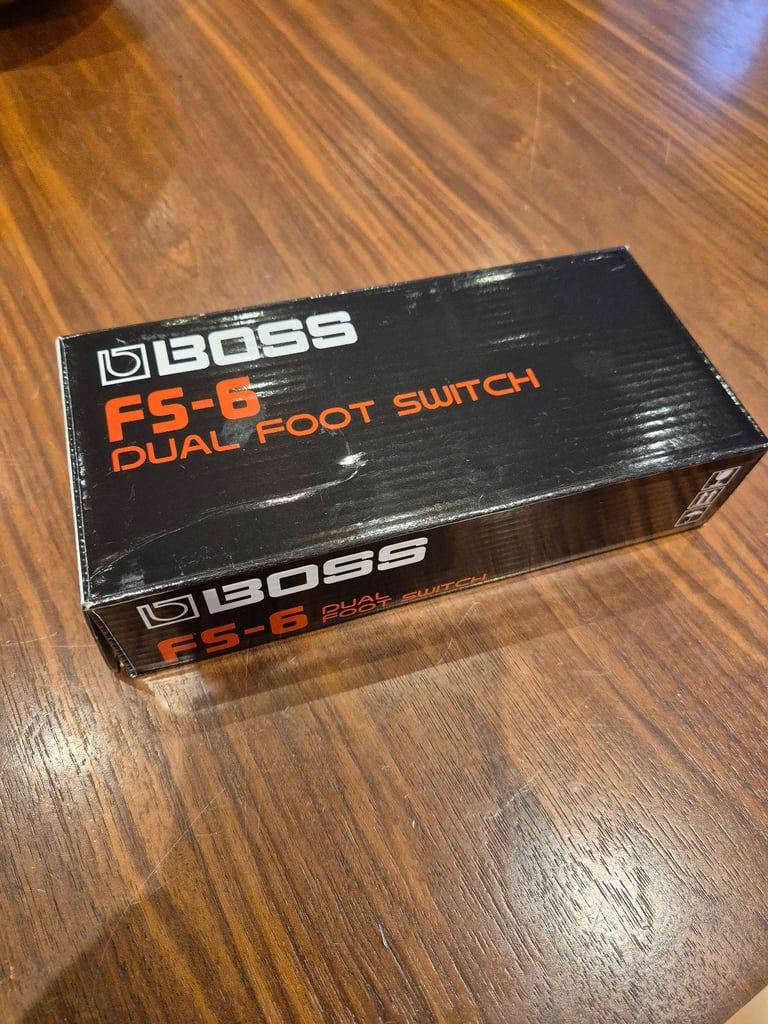 BOSS
FS-6
DUAL FOOT SWITCH
BOSS
FS-6 DUAL
FOOT SWITCH